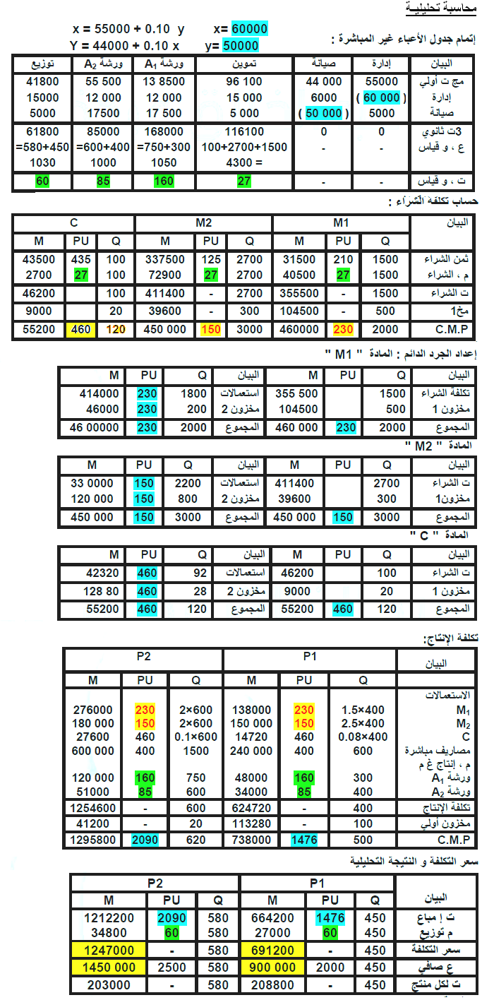 محاسبة تحليلية
x = 55000 + 0.10 y x= 60000
Y = 44000 + 0.10 x y= 50000
إتمام جدول الأعباء غير المباشرة :
البيان إدارة صيانة تموين ورشة A1 ورشة A2 توزيع
مج ت أولي 55000 44 000 96 100 13 8500 55 500 41800
إدارة ( 60 000 ) 6000 15 000 12 000 12 000 15000
صيانة 5000 ( 50 000 ) 5 000 17 500 17500 5000
3ت ثانوي 0 0 116100 168000 85000 61800
ع ، و قياس - - 100+2700+1500 =750+300 =600+400 =580+450
4300 = 1050 1000 1030
ت ، و قياس - - 27 160 85 60
حساب تكلفة الشراء :
البيان M1 M2 C
Q PU M Q PU M Q PU M
ثمن الشراء 1500 210 31500 2700 125 337500 100 435 43500
م ، الشراء 1500 27 40500 2700 27 72900 100 27 2700
ت الشراء 1500 - 355500 2700 - 411400 100 46200
مخ1 500 - 104500 300 - 39600 20 9000
C.M.P 2000 230 460000 3000 150 450 000 120 460 55200
إعداد الجرد الدائم : المادة " M1 "
البيان Q PU M البيان Q PU M
تكلفة الشراء 1500 355 500 استعمالات 1800 230 414000
مخزون 1 500 104500 مخزون 2 200 230 46000
المجموع 2000 230 460 000 المجموع 2000 230 46 00000
المادة " M2 "
البيان Q PU M البيان Q PU M
ت الشراء 2700 411400 استعمالات 2200 150 33 0000
مخزون1 300 39600 مخزون 2 800 150 120 000
المجموع 3000 150 450 000 المجموع 3000 150 450 000
المادة " C "
البيان Q PU M البيان Q PU M
ت الشراء 100 46200 استعمالات 92 460 42320
مخزون 1 20 9000 مخزون 2 28 460 128 80
المجموع 120 460 55200 المجموع 120 460 55200
تكلفة الإنتاج:
البيان P1 P2
Q PU M Q PU M
الاستعمالات
M1 1.5×400 230 138000 2×600 230 276000
M2 2.5×400 150 150 000 2×600 150 180 000
C 0.08×400 460 14720 0.1×600 460 27600
مصاريف مباشرة 600 400 240 000 1500 400 600 000
م ، إنتاج غ م
ورشة A1 300 160 48000 750 160 120 000
ورشة A2 400 85 34000 600 85 51000
تكلفة الإنتاج 400 - 624720 600 - 1254600
مخزون أولي 100 - 113280 20 - 41200
C.M.P 500 1476 738000 620 2090 1295800
سعر التكلفة و النتيجة التحليلية
البيان P1 P2
Q PU M Q PU M
ت إ مباع 450 1476 664200 580 2090 1212200
م توزيع 450 60 27000 580 60 34800
سعر التكلفة 450 - 691200 580 - 1247000
ع صافي 450 2000 900 000 580 2500 1450 000
ت لكل منتج 450 - 208800 580 - 203000